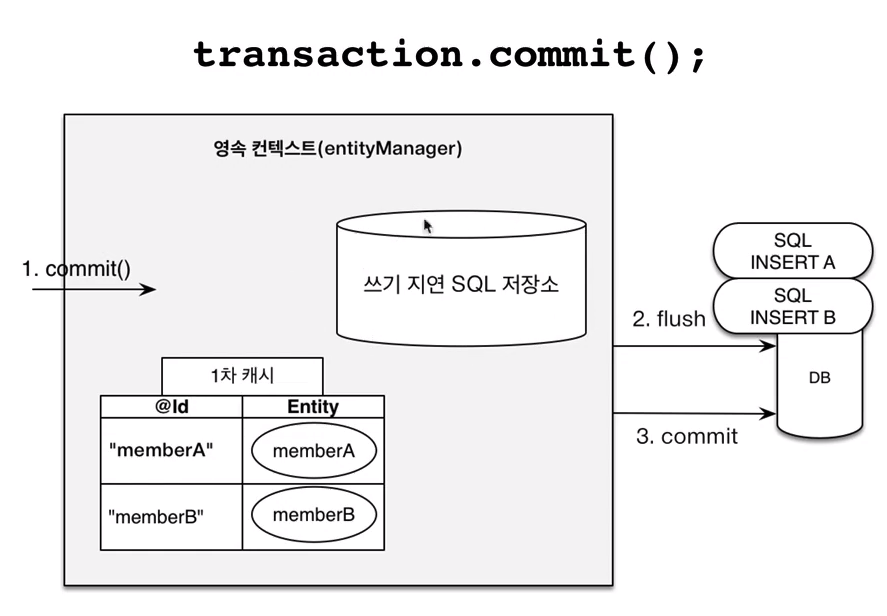 transaction.commit();
영속 컨텍스트(entityManager)
1. commit()
쓰기 지연 SQL 저장소
SQL
INSERT A
SQL
INSERT B
2. flush
DB
3. commit
1차 캐시
@Id Entity
"memberA" memberA
"memberB" memberB